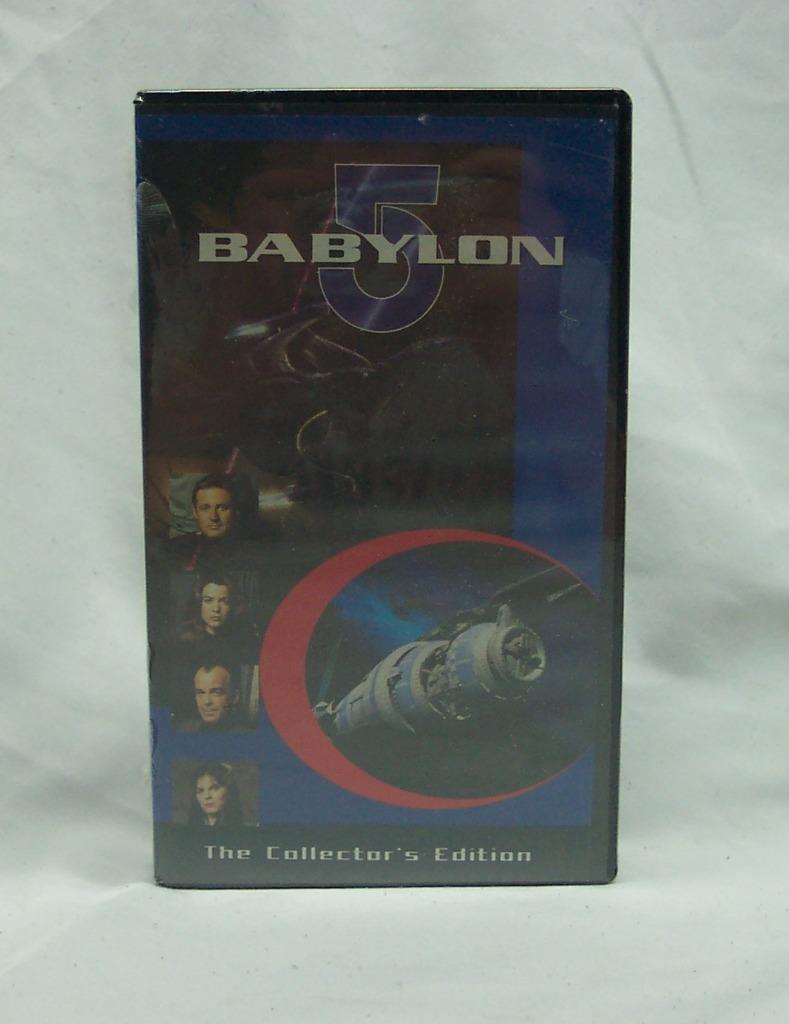 5
BABYLON
The Collector's Edition